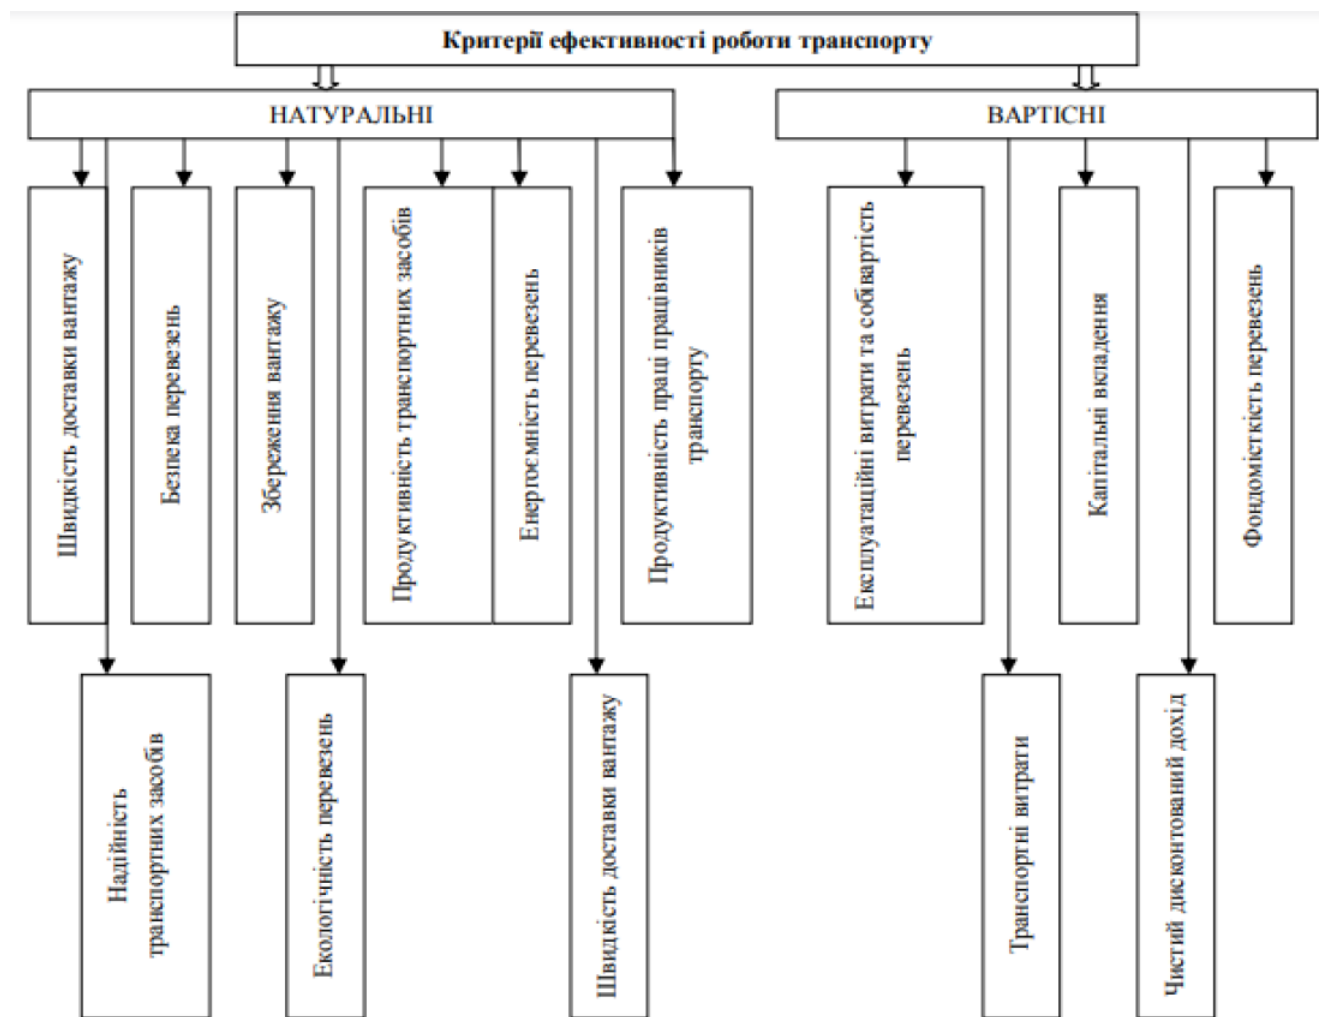 Критерії ефективності роботи транспорту
НАТУРАЛЬНІ
ВАРТІСНІ
Швидкість доставки вантажу
Безпека перевезень
Збереження вантажу
Продуктивність транспортних засобів
Енергоємність перевезень
Продуктивність праці працівників
транспорту
Експлуатаційні витрати та собівартість
перевезень
Капітальні вкладення
Фондомісткість перевезень
Надійність
транспортних засобів
Екологічність перевезень
Швидкість доставки вантажу
Транспортні витрати
Чистий дисконтований дохід